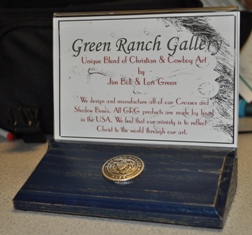 Green Ranch Galler
Unique Blend of Christian & Cowboy Art
by
Jim Bob & Lori Green
We design and manufacture all of our Crosses and
Shadow Boxes. All GRG products are made by hand
in the USA. We feel that our ministry is to reflect
Christ to the world through our art.